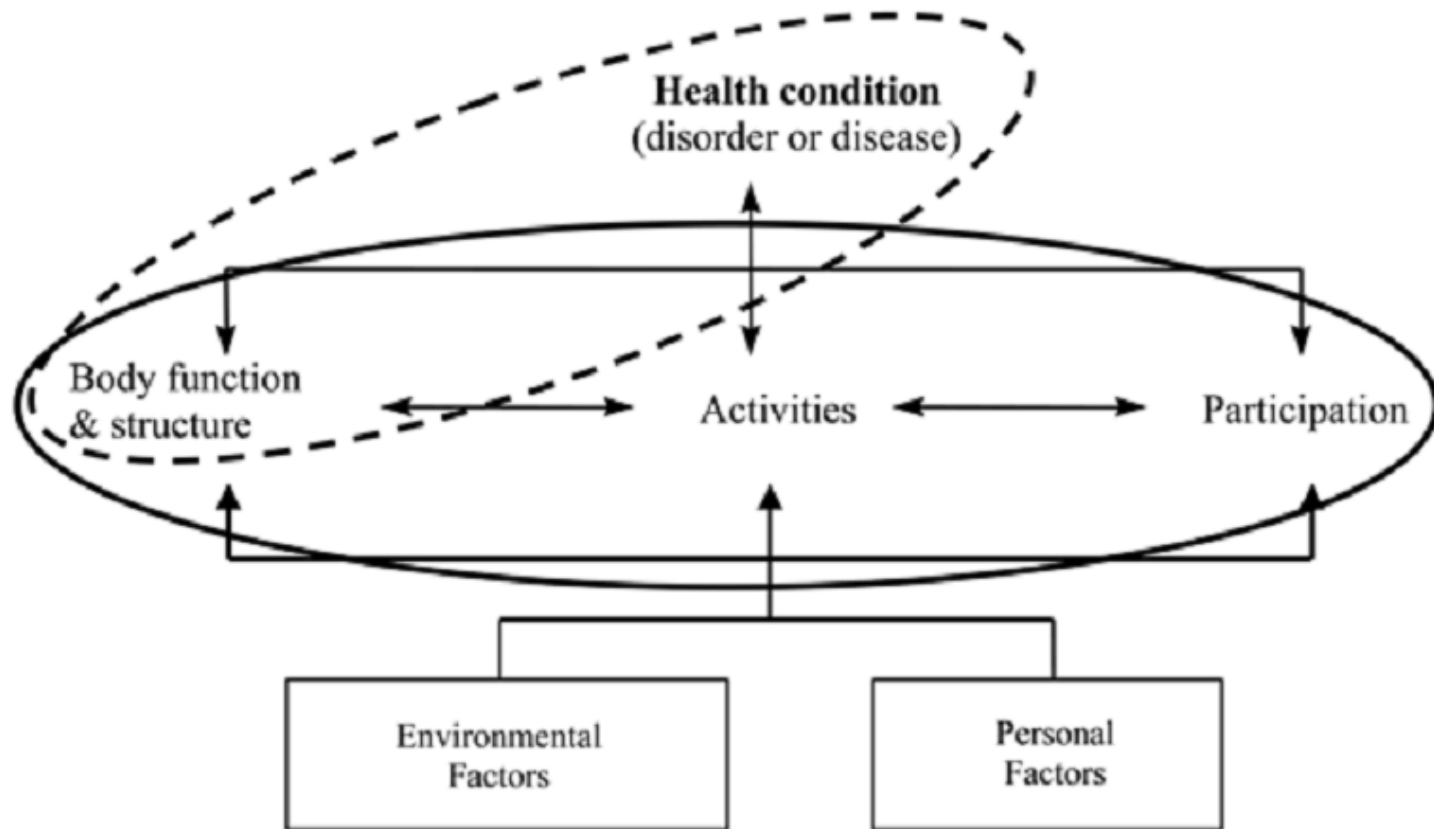 Health condition
(disorder or disease)
Body function
& structure
Activities
Participation
Environmental
Factors
Personal
Factors